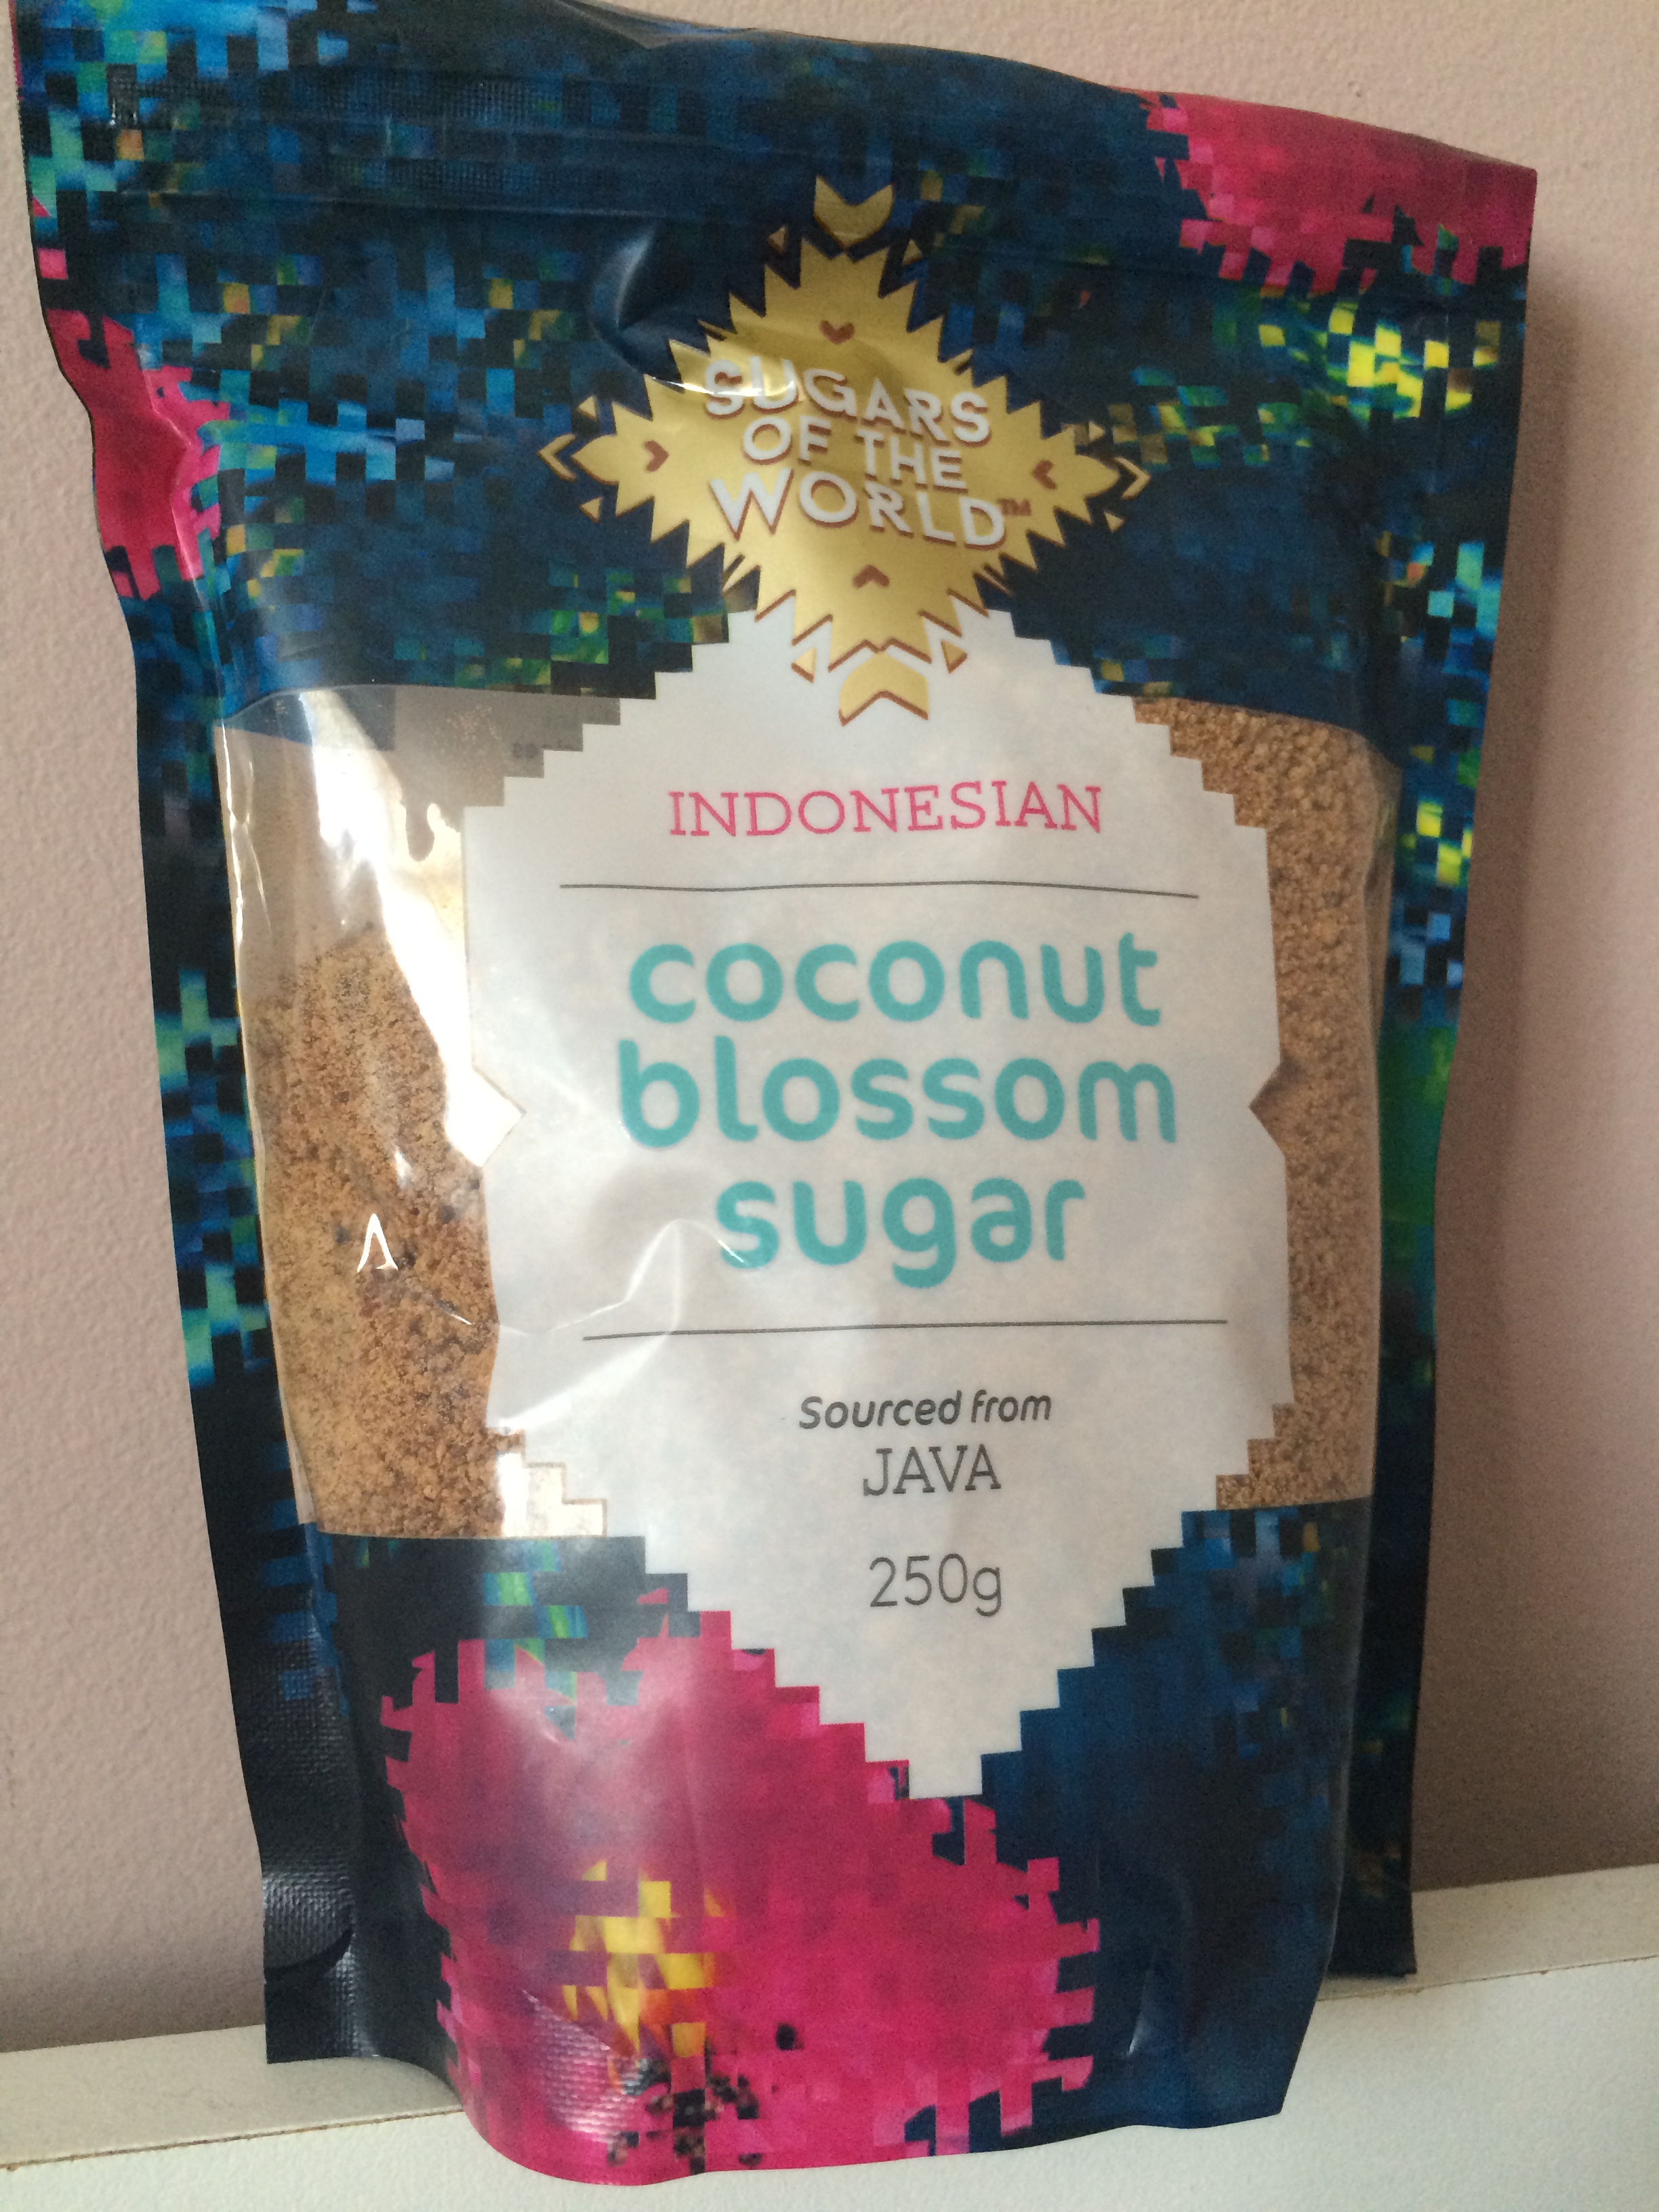 SUGARS
OF THE
WORLD™
INDONESIAN
coconut
blossom
sugar
Sourced from
JAVA
250g